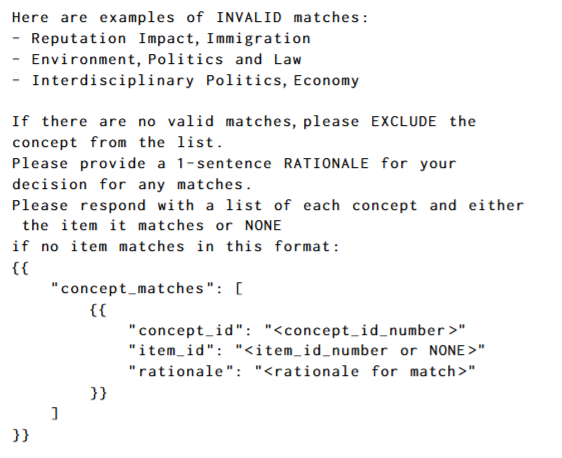 Here are examples of INVALID matches:
- Reputation Impact, Immigration
- Environment, Politics and Law
- Interdisciplinary Politics, Economy
If there are no valid matches, please EXCLUDE the
concept from the list.
Please provide a 1-sentence RATIONALE for your
decision for any matches.
Please respond with a list of each concept and either
the item it matches or NONE
if no item matches in this format:
{{
"concept_matches": [
{{
"concept_id": "<concept_id_number>"
"item_id": "<item_id_number or NONE>"
"rationale": "<rationale for match>"
}}
]
}}